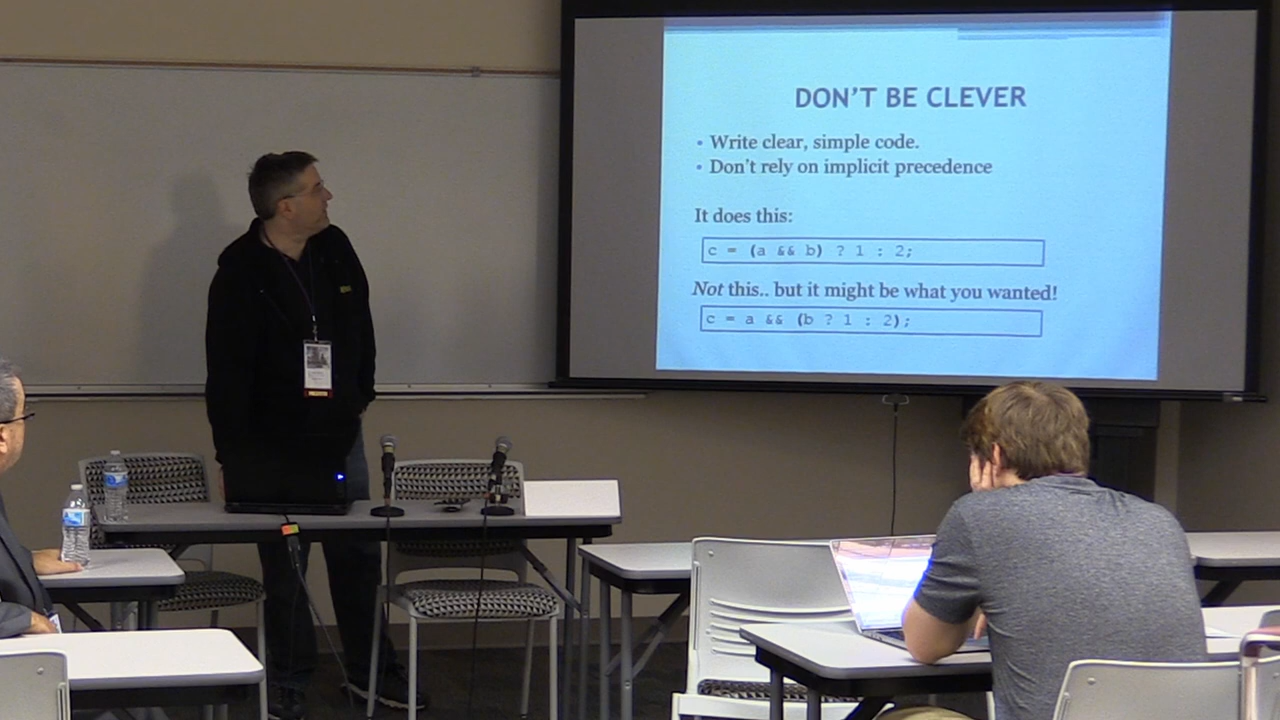 DON'T BE CLEVER
• Write clear, simple code.
• Don't rely on implicit precedence
It does this:
c = (a && b) ? 1 : 2;
Not this.. but it might be what you wanted!
c = a && (b ? 1 : 2);